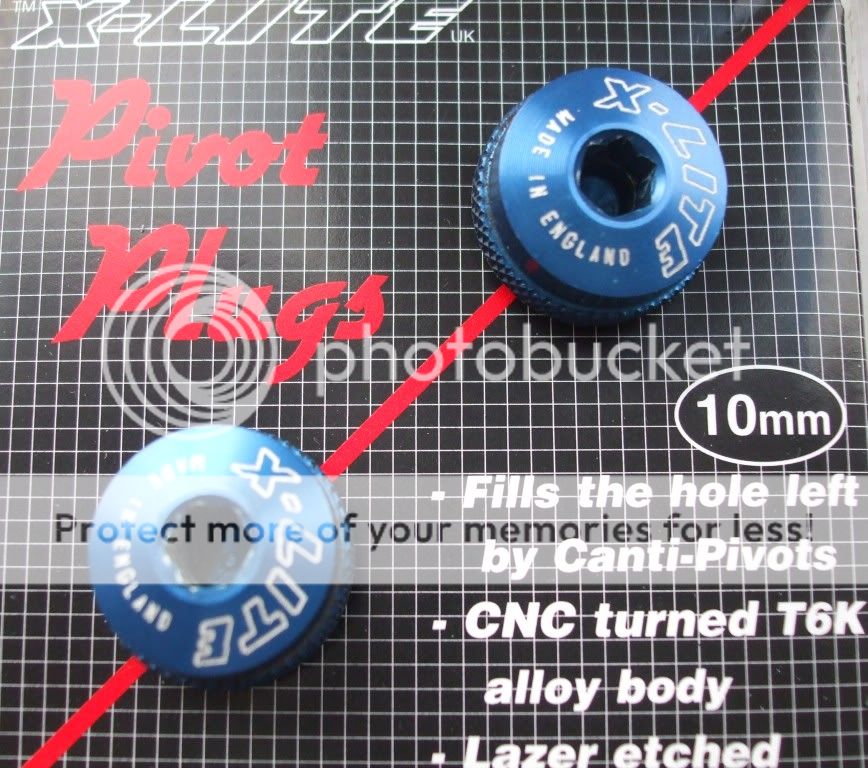 TM
X-LITE
UK
Pivot
Plugs
X-LITE
MADE IN ENGLAND
photobucket
10mm
X-LITE
MADE IN ENGLAND
Protect more of your memories for less!
- Fills the hole left
by Canti-Pivots
- CNC turned T6K
alloy body
- Lazer etched